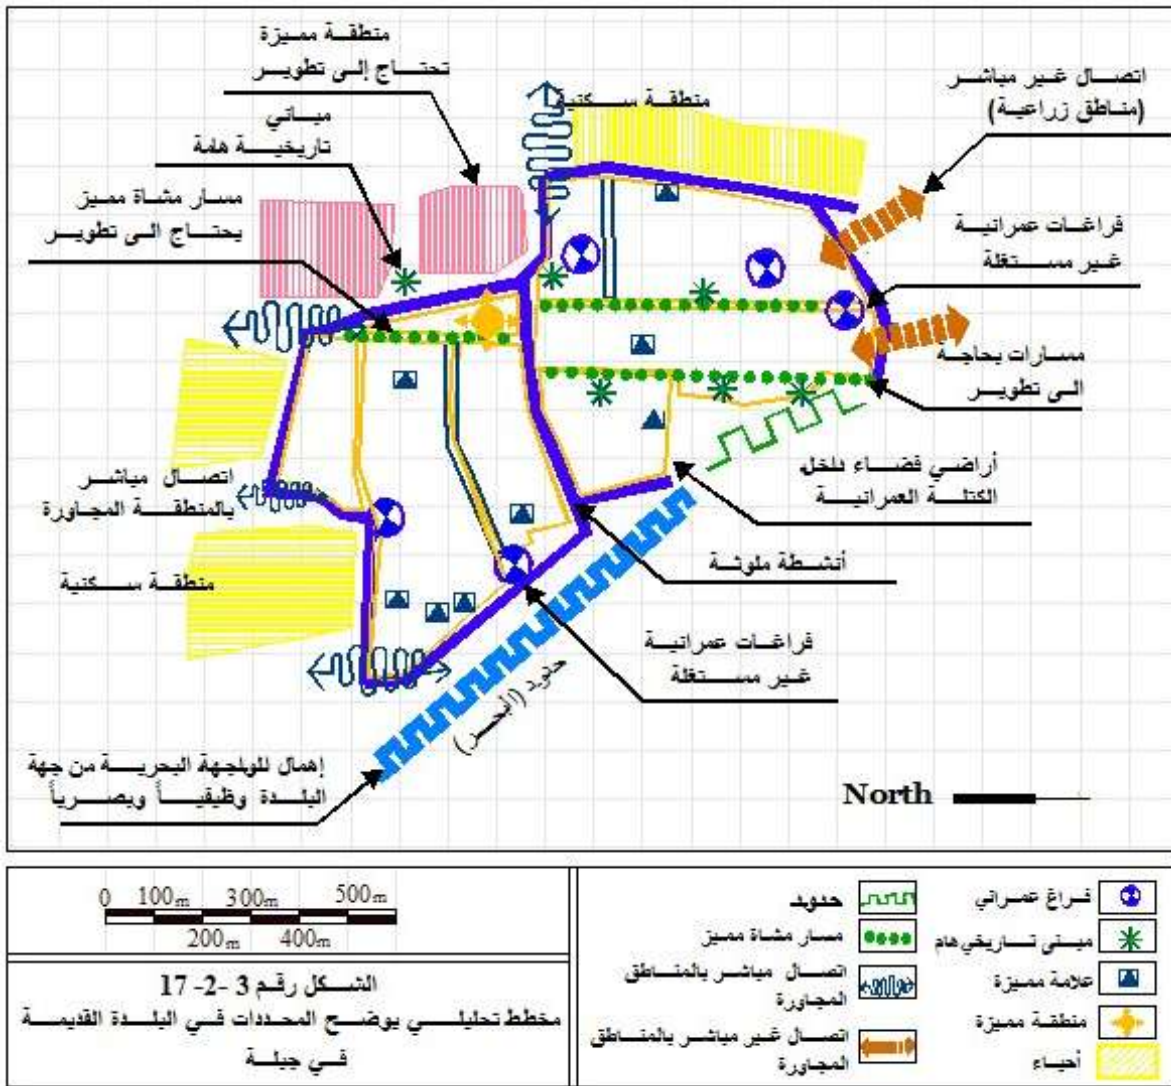 منطقة مميزة
تحتاج إلى تطوير
مباني
تاريخية هامة
مسار مشاة مميز
يحتاج الى تطوير
منطقة سكنية
اتصال غير مباشر
(مناطق زراعية)
فراغات عمرانية
غير مستغلة
مسارات بحاجة
الى تطوير
أراضي فضاء داخل
الكتلة العمرانية
أنشطة ملوثة
فراغات عمرانية
غير مستغلة
اتصال مباشر
بالمنطقة المجاورة
منطقة سكنية
حدود (البحر)
إهمال للواجهة البحرية من جهة
البلدة وظيفياً وبصرياً
North
0 100m 300m 500m
200m 400m
الشكل رقم 3 -2- 17
مخطط تحليلي يوضح المحددات في البلدة القديمة
في جبلة
فراغ عمراني
مبنى تاريخي هام
علامة مميزة
منطقة مميزة
أحياء
حدود
مسار مشاة مميز
اتصال مباشر بالمناطق
المجاورة
اتصال غير مباشر بالمناطق
المجاورة